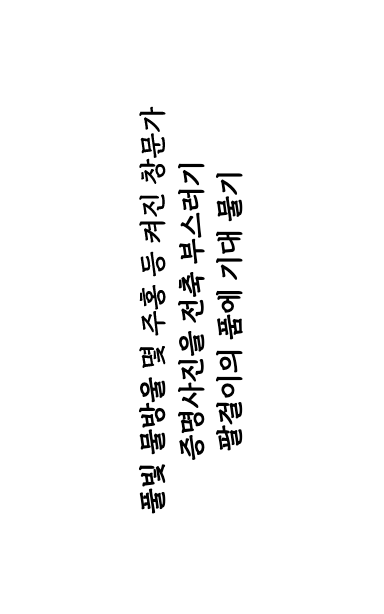 풀빛 물방울 몇 주홍 등 켜진 창문가
증명사진을 전축 부스러기
팔걸이의 품에 기대 물기